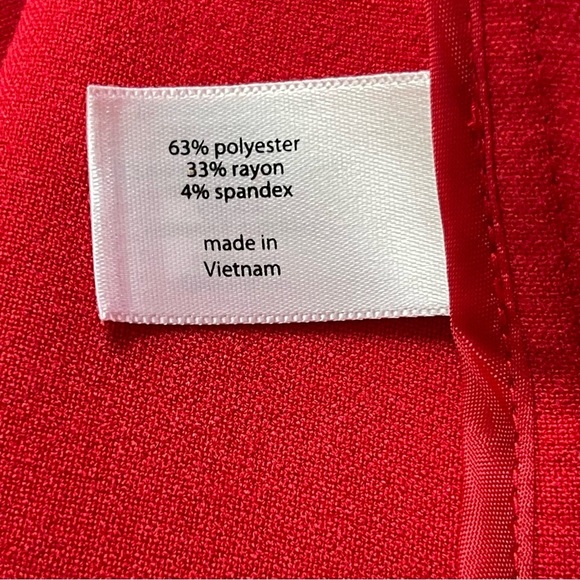 63% polyester
33% rayon
4% spandex
made in
Vietnam